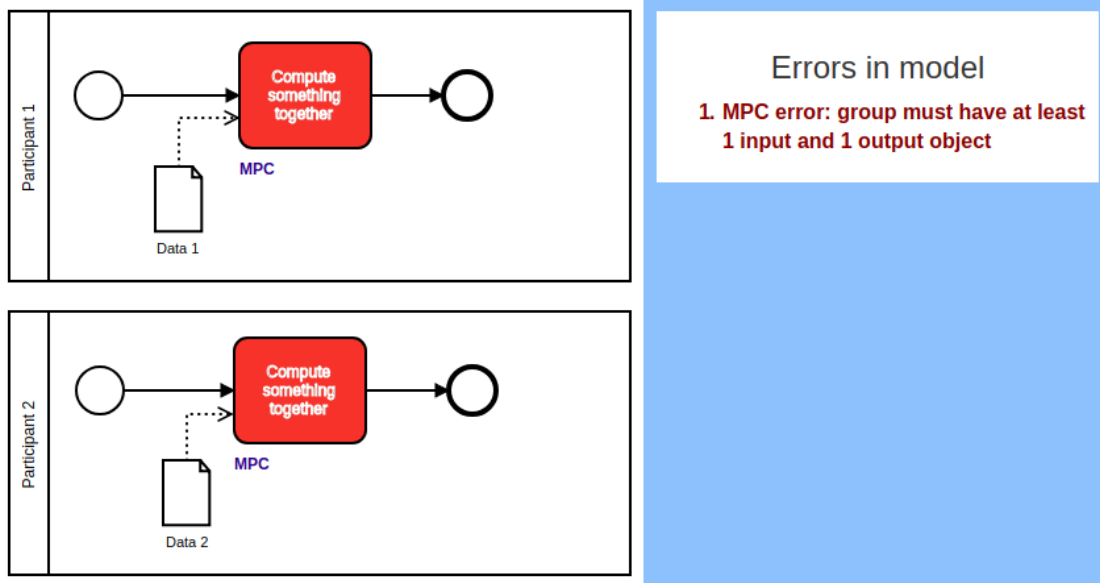 Participant 1
Compute
something
together
MPC
Data 1
Participant 2
Compute
something
together
MPC
Data 2
Errors in model
1. MPC error: group must have at least
1 input and 1 output object